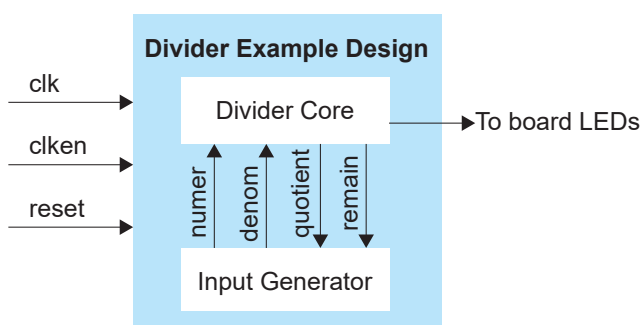 Divider Example Design
clk
Divider Core
To board LEDs
clken
numer
denom
quotient
remain
reset
Input Generator